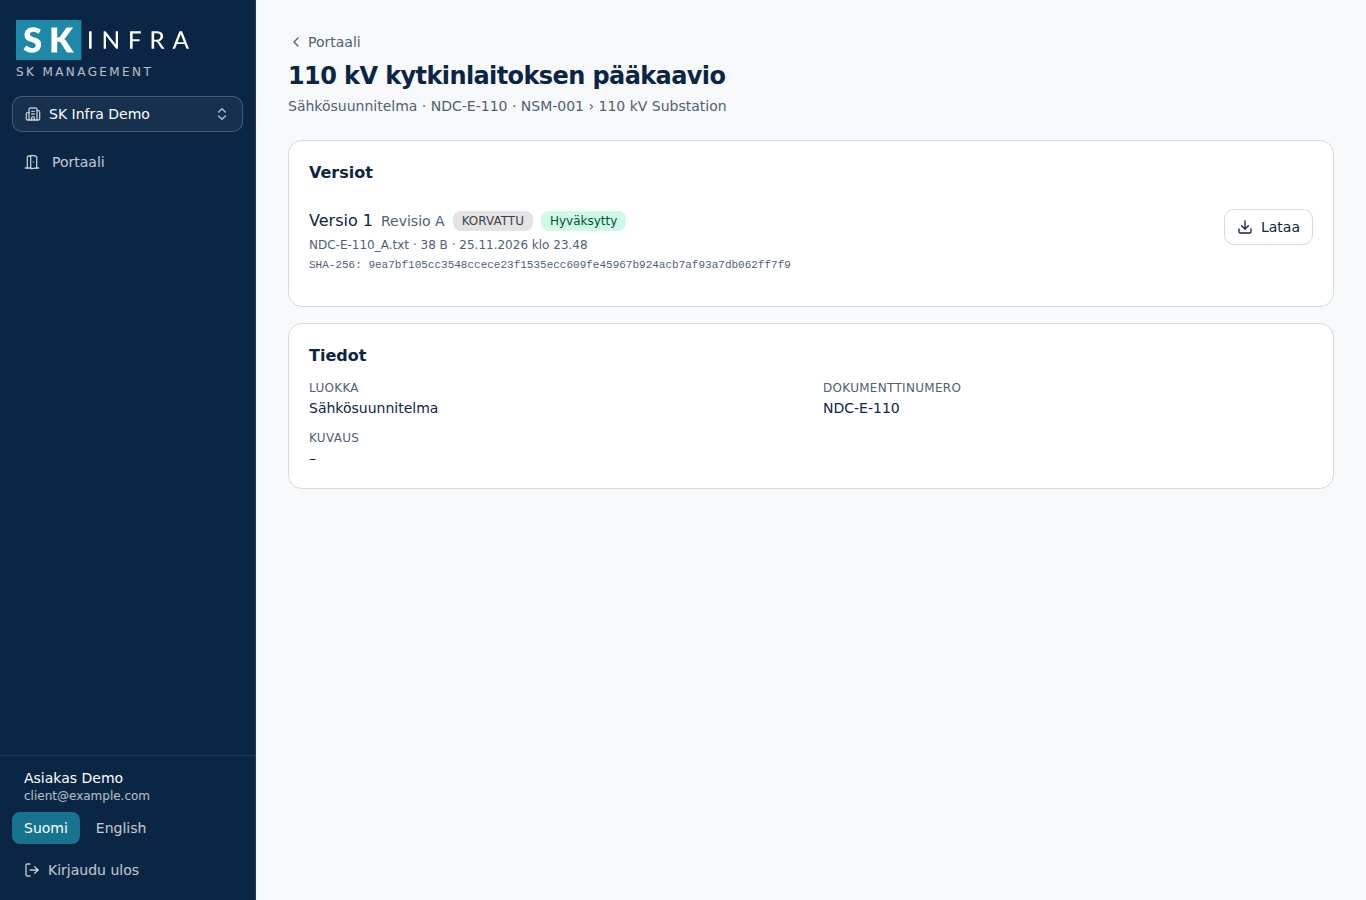 SK INFRA
SK MANAGEMENT
SK Infra Demo
Portaali
Portaali
110 kV kytkinlaitoksen pääkaavio
Sähkösuunnitelma · NDC-E-110 · NSM-001 › 110 kV Substation
Versiot
Versio 1 Revisio A KORVATTU Hyväksytty
NDC-E-110_A.txt · 38 B · 25.11.2026 klo 23.48
SHA-256: 9ea7bf105cc3548ccece23f1535ecc609fe45967b924acb7af93a7db062ff7f9
Lataa
Tiedot
LUOKKA
Sähkösuunnitelma
DOKUMENTTINUMERO
NDC-E-110
KUVAUS
–
Asiakas Demo
client@example.com
Suomi English
Kirjaudu ulos